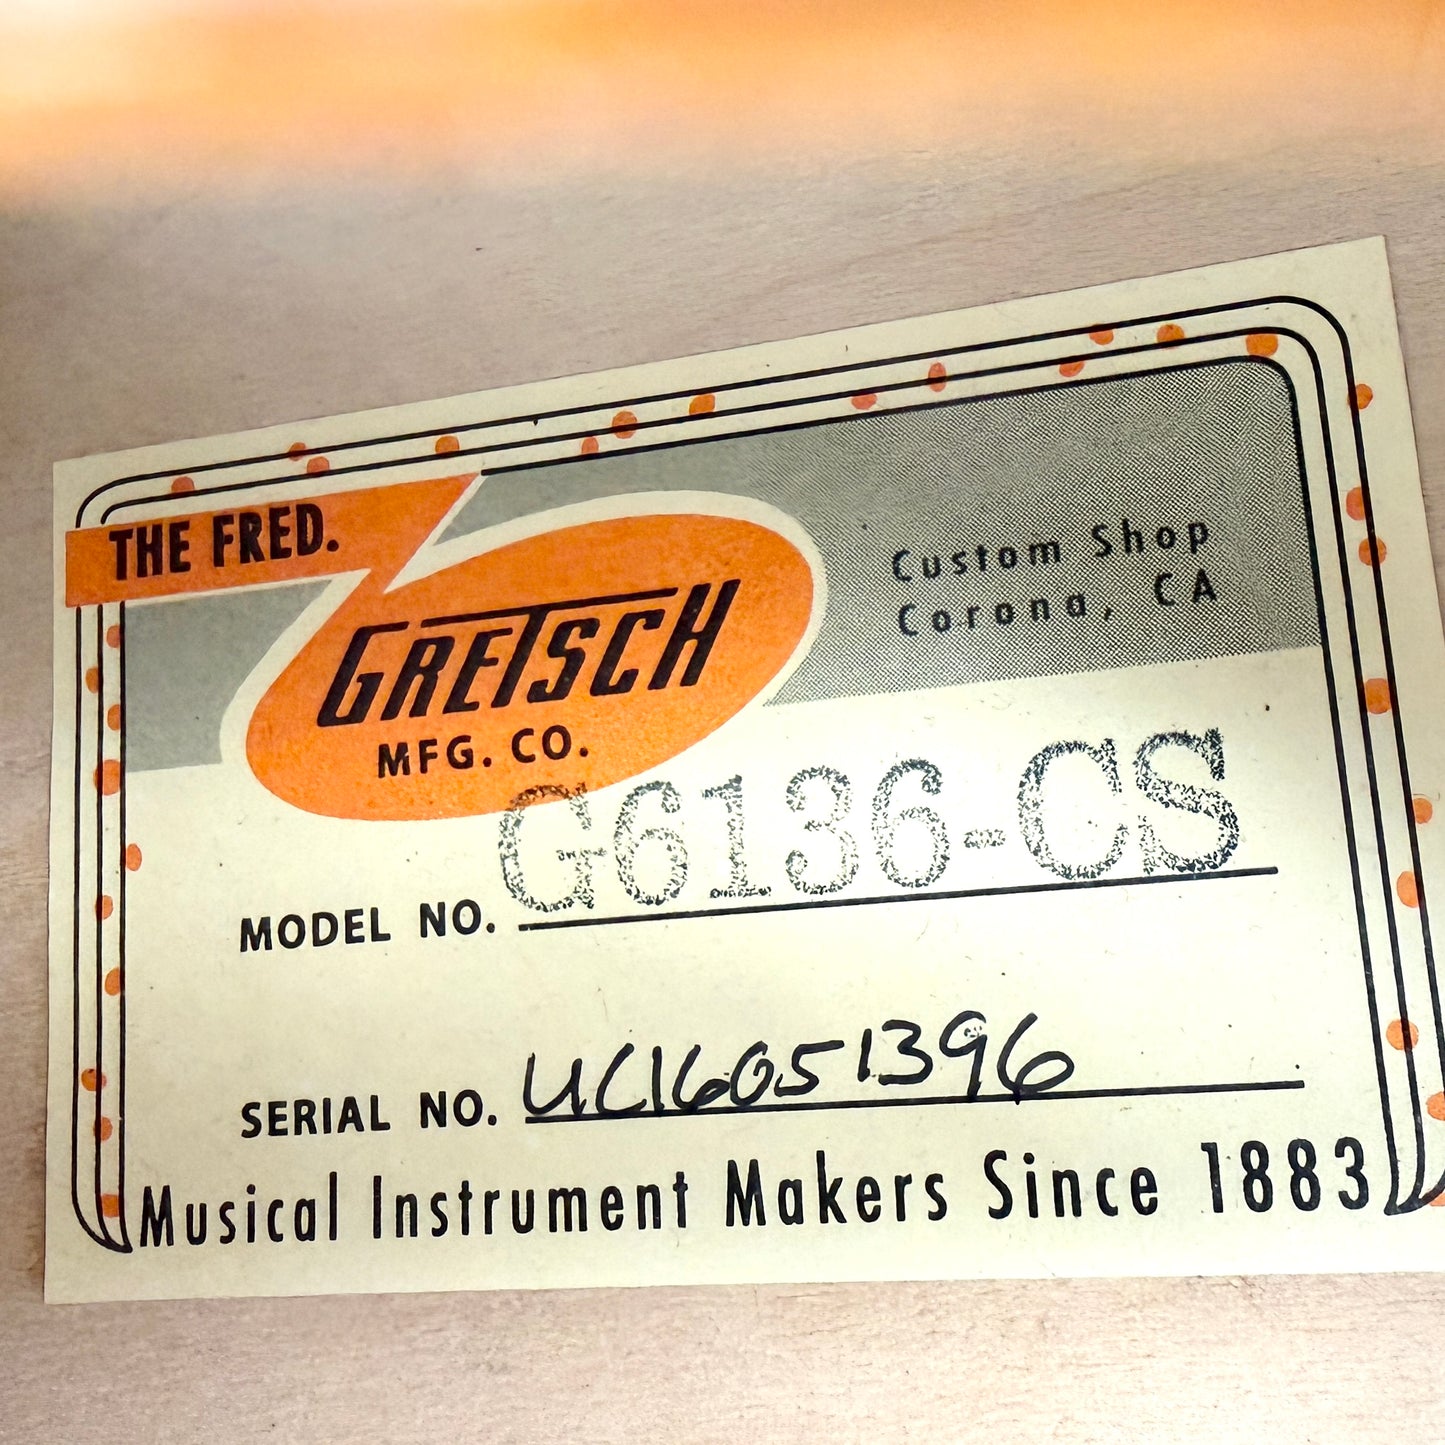 THE FRED.
GRETSCH
MFG. CO.
Custom Shop
Corona, CA
MODEL NO. G6136-CS
SERIAL NO. UC16051396
Musical Instrument Makers Since 1883